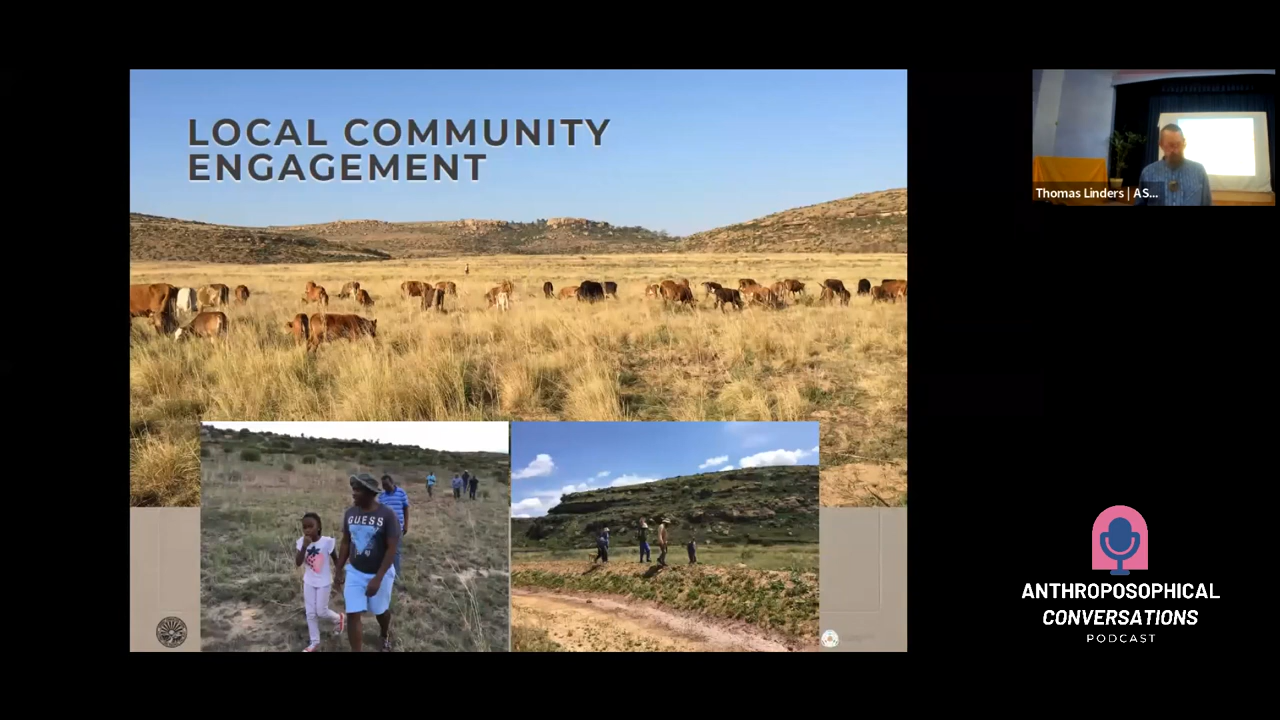 LOCAL COMMUNITY
ENGAGEMENT
Thomas Linders | AS...
GUESS
ANTHROPOSOPHICAL
CONVERSATIONS
PODCAST